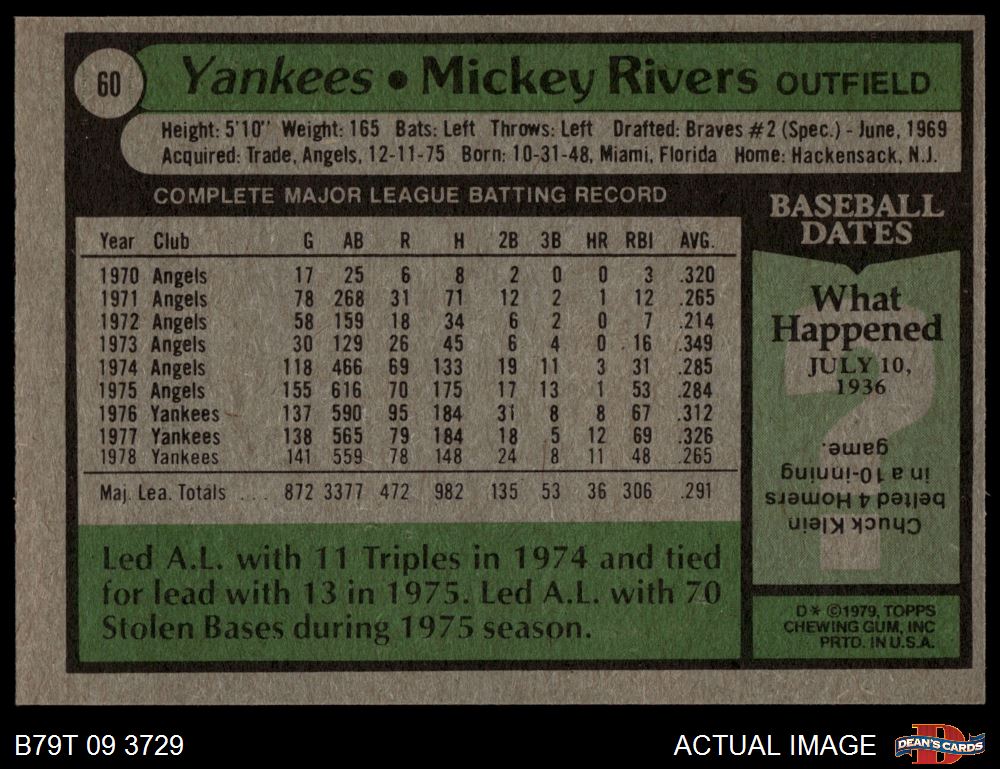 60
Yankees • Mickey Rivers OUTFIELD
Height: 5'10" Weight: 165 Bats: Left Throws: Left Drafted: Braves #2 (Spec.) - June, 1969
Acquired: Trade, Angels, 12-11-75 Born: 10-31-48, Miami, Florida Home: Hackensack, N.J.
COMPLETE MAJOR LEAGUE BATTING RECORD
Year Club G AB R H 2B 3B HR RBI AVG.
1970 Angels 17 25 6 8 2 0 0 3 .320
1971 Angels 78 268 31 71 12 2 1 12 .265
1972 Angels 58 159 18 34 6 2 0 7 .214
1973 Angels 30 129 26 45 6 4 0 16 .349
1974 Angels 118 466 69 133 19 11 3 31 .285
1975 Angels 155 616 70 175 17 13 1 53 .284
1976 Yankees 137 590 95 184 31 8 8 67 .312
1977 Yankees 138 565 79 184 18 5 12 69 .326
1978 Yankees 141 559 78 148 24 8 11 48 .265
Maj. Lea. Totals ... 872 3377 472 982 135 53 36 306 .291
Led A.L. with 11 Triples in 1974 and tied
for lead with 13 in 1975. Led A.L. with 70
Stolen Bases during 1975 season.
BASEBALL
DATES
What
Happened
JULY 10,
1936
?
Chuck Klein
belted 4 Homers
in a 10-inning
game.
D* ©1979, TOPPS
CHEWING GUM, INC
PRTD. IN U.S.A.
B79T 09 3729
ACTUAL IMAGE
D
DEAN'S CARDS